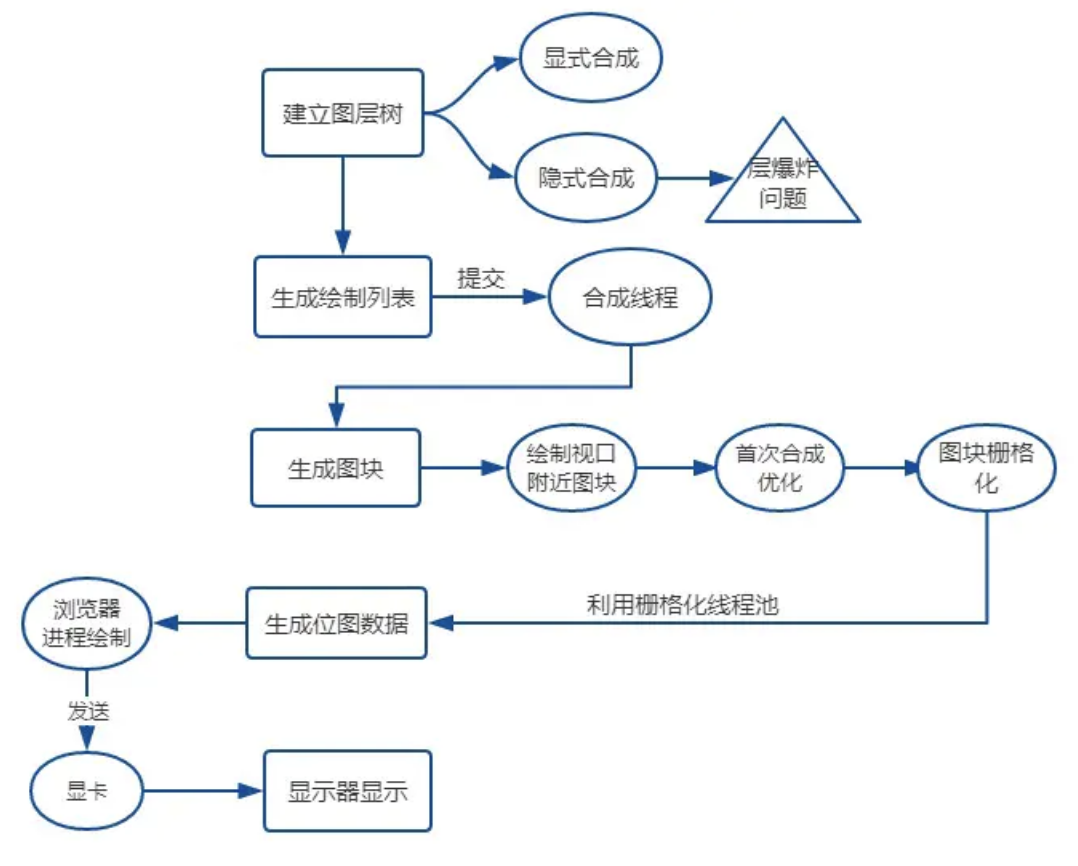 显式合成
建立图层树
隐式合成
层爆炸
问题
生成绘制列表
提交
合成线程
生成图块
绘制视口
附近图块
首次合成
优化
图块栅格
化
利用栅格化线程池
生成位图数据
浏览器
进程绘制
发送
显卡
显示器显示